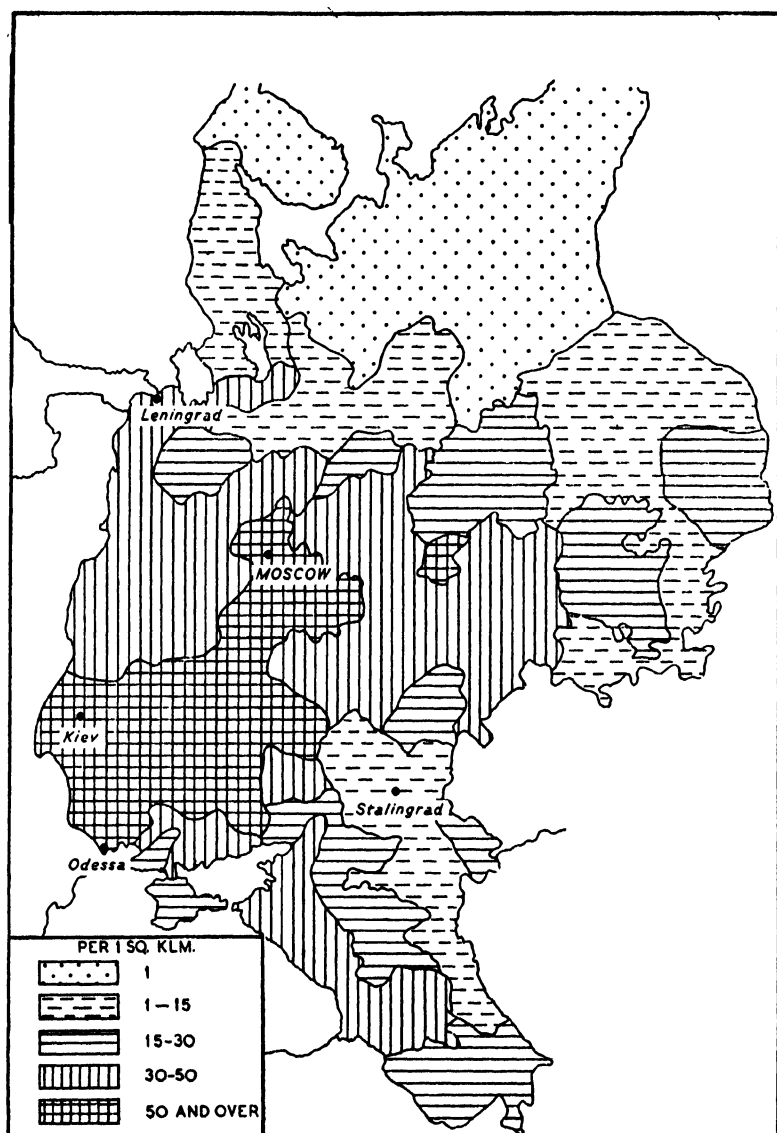 Leningrad
MOSCOW
Kiev
Stalingrad
Odessa
PER 1 SQ. KLM.
1
1-15
15-30
30-50
50 AND OVER